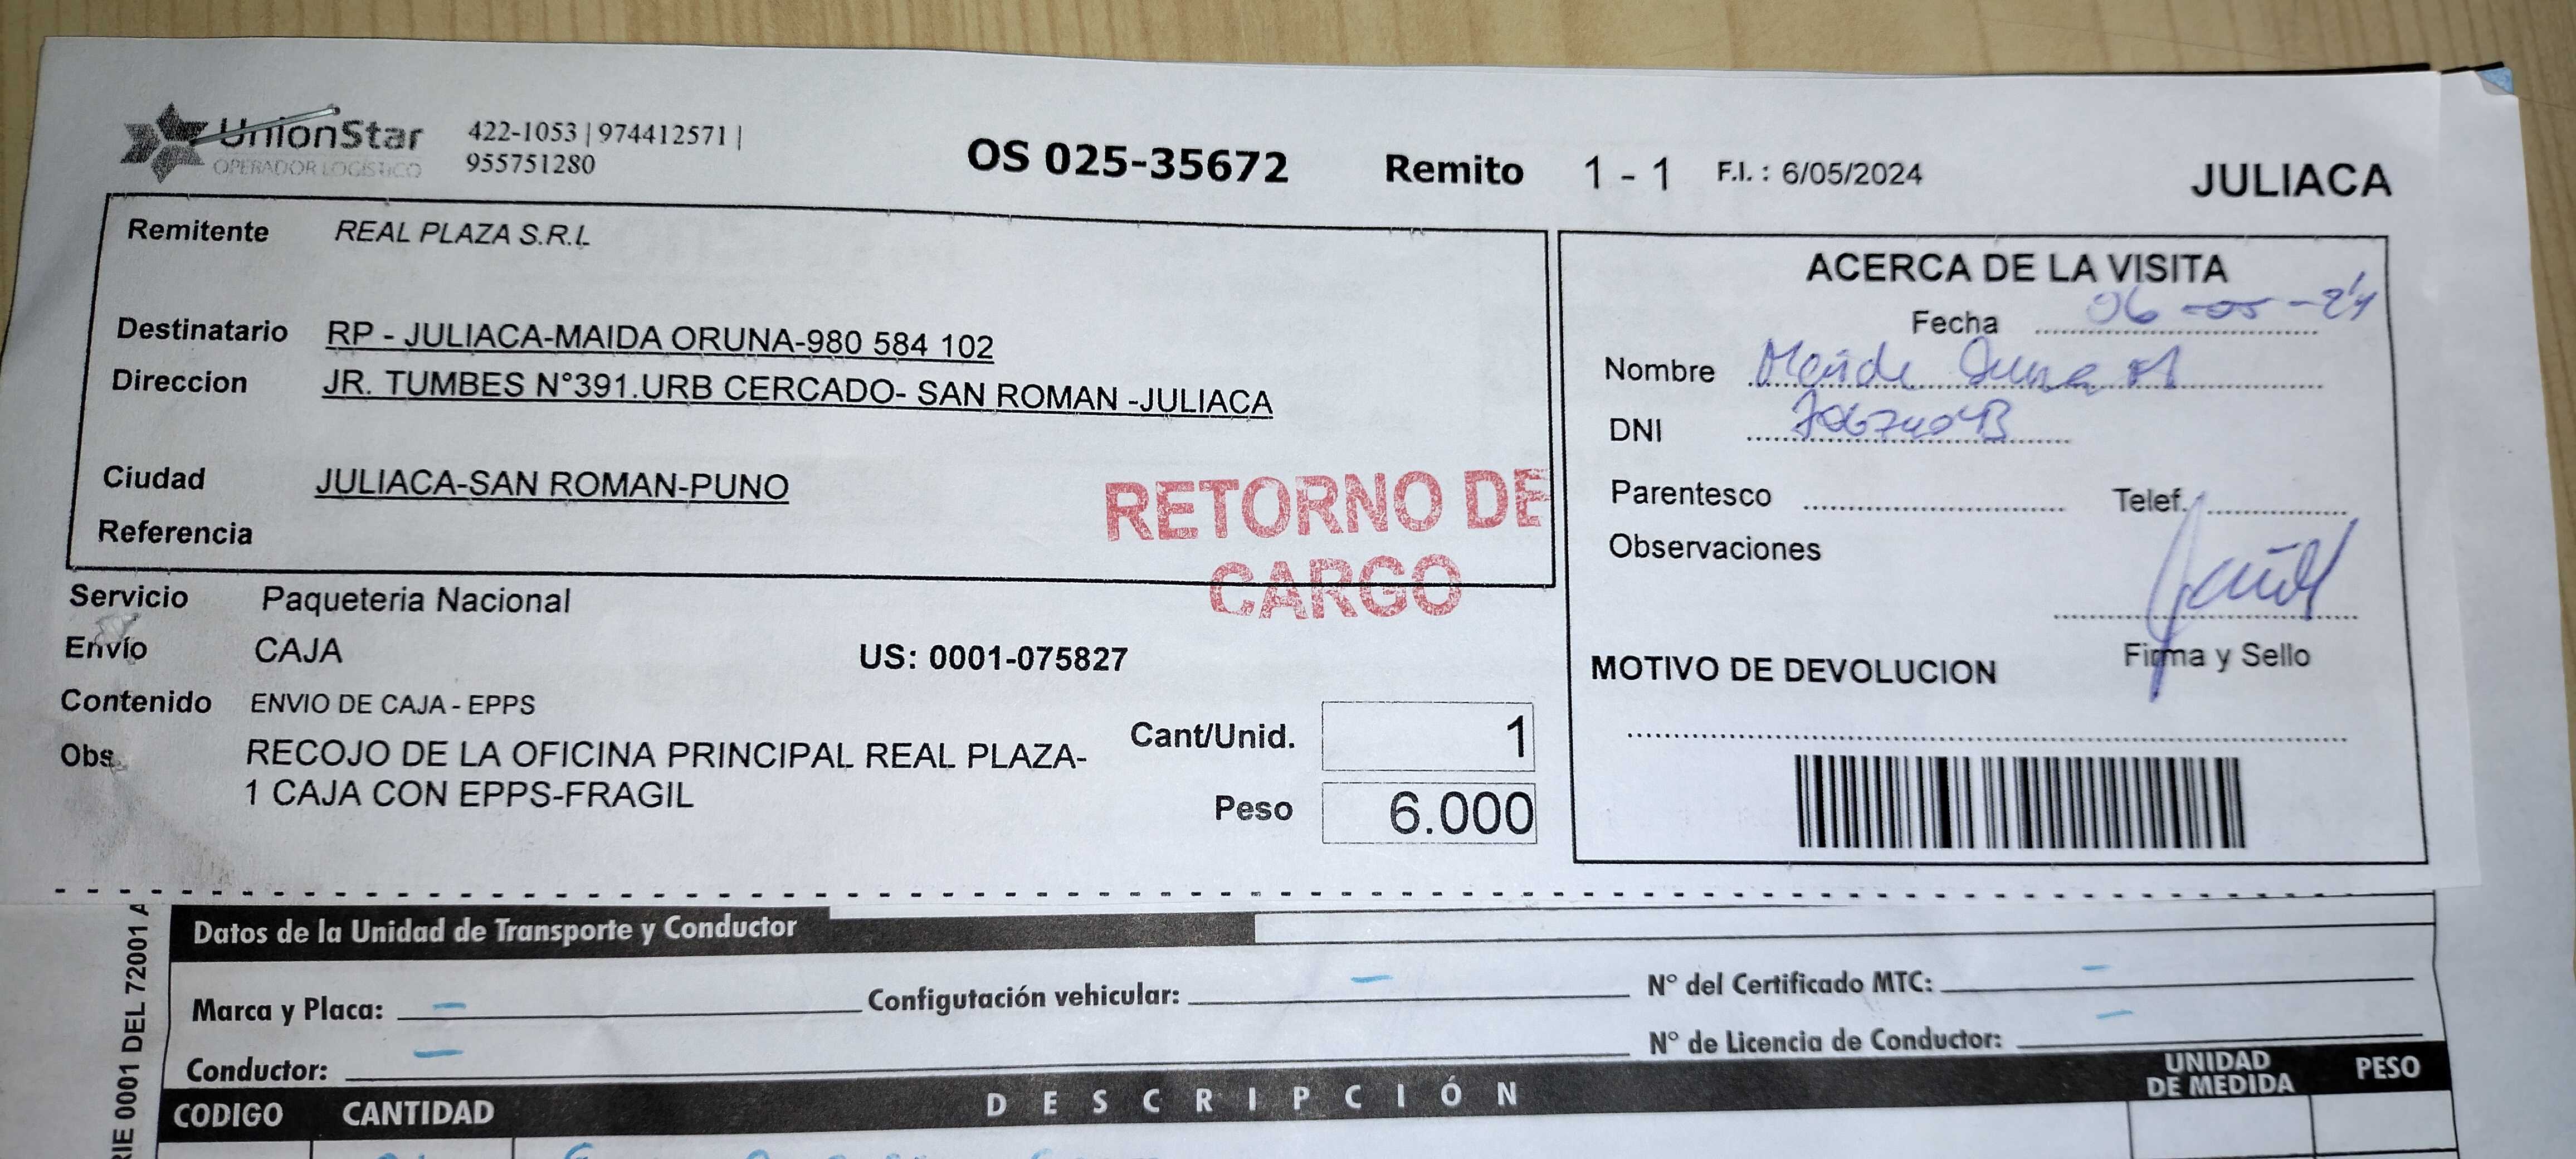 UnionStar
OPERADOR LOGISTICO
422-1053 | 974412571 |
955751280
OS 025-35672
Remito 1 - 1
F.I. : 6/05/2024
JULIACA
Remitente REAL PLAZA S.R.L
Destinatario RP - JULIACA-MAIDA ORUNA-980 584 102
Direccion JR. TUMBES N°391.URB CERCADO- SAN ROMAN -JULIACA
Ciudad JULIACA-SAN ROMAN-PUNO
Referencia
RETORNO DE
CARGO
ACERCA DE LA VISITA
Fecha 06-05-24
Nombre
DNI
Parentesco Telef.
Observaciones
Firma y Sello
MOTIVO DE DEVOLUCION
Servicio Paqueteria Nacional
Envío CAJA
US: 0001-075827
Contenido ENVIO DE CAJA - EPPS
Obs. RECOJO DE LA OFICINA PRINCIPAL REAL PLAZA-
1 CAJA CON EPPS-FRAGIL
Cant/Unid. 1
Peso 6.000
Datos de la Unidad de Transporte y Conductor
Marca y Placa: –
Configutación vehicular: –
N° del Certificado MTC: –
Conductor: –
N° de Licencia de Conductor: –
CODIGO CANTIDAD DESCRIPCIÓN UNIDAD DE MEDIDA PESO
0001 DEL 72001